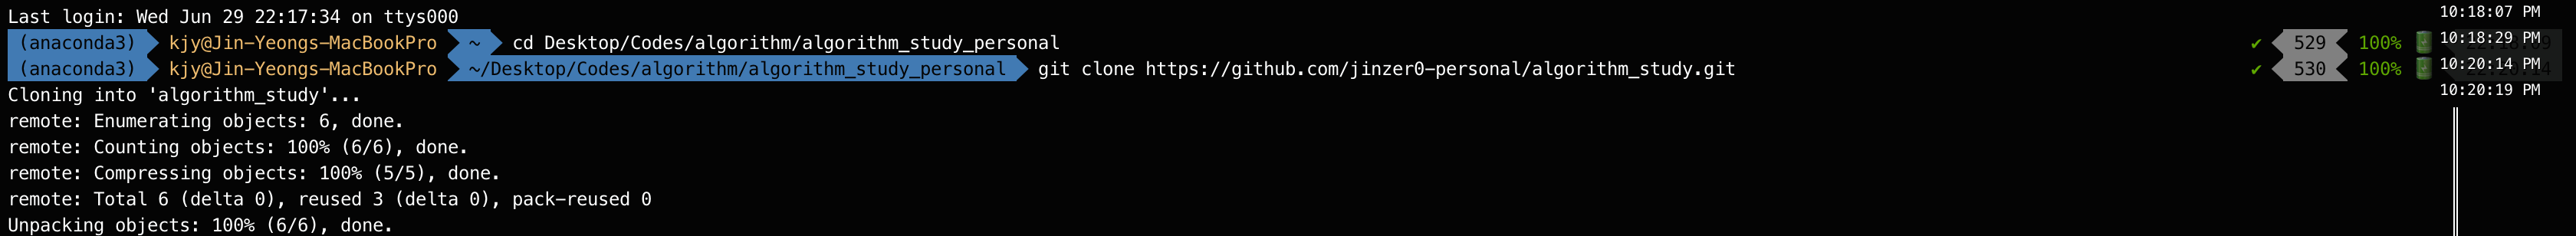 Last login: Wed Jun 29 22:17:34 on ttys000 10:18:07 PM
(anaconda3) kjy@Jin-Yeongs-MacBookPro ~ cd Desktop/Codes/algorithm/algorithm_study_personal ✔ 529 100% 10:18:29 PM
(anaconda3) kjy@Jin-Yeongs-MacBookPro ~/Desktop/Codes/algorithm/algorithm_study_personal git clone https://github.com/jinzer0-personal/algorithm_study.git ✔ 530 100% 10:20:14 PM
Cloning into 'algorithm_study'... 10:20:19 PM
remote: Enumerating objects: 6, done.
remote: Counting objects: 100% (6/6), done.
remote: Compressing objects: 100% (5/5), done.
remote: Total 6 (delta 0), reused 3 (delta 0), pack-reused 0
Unpacking objects: 100% (6/6), done.